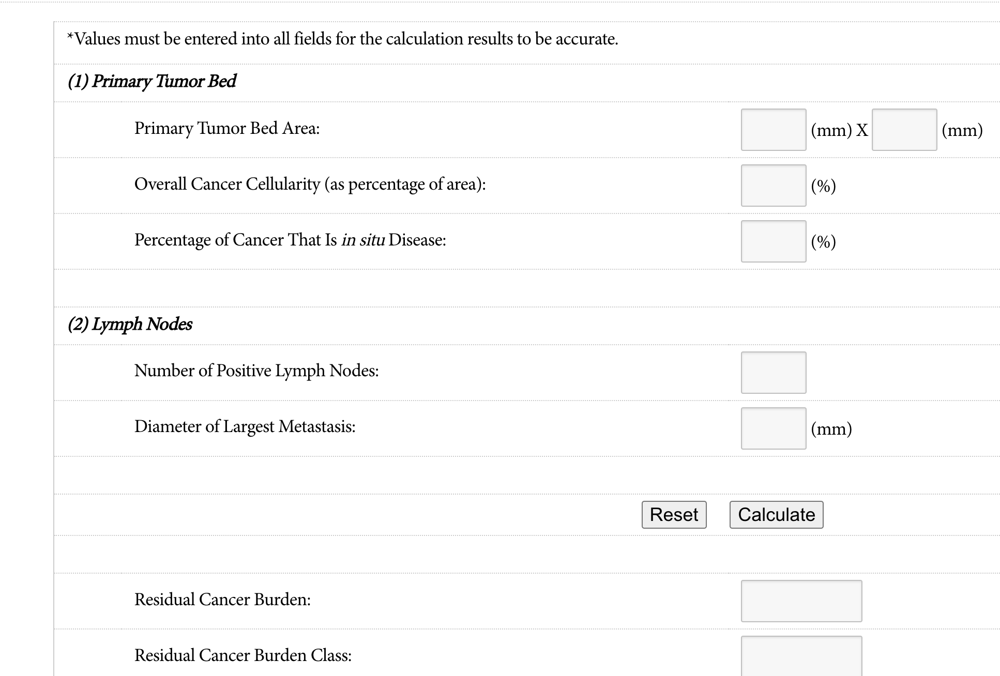 *Values must be entered into all fields for the calculation results to be accurate.
(1) Primary Tumor Bed
Primary Tumor Bed Area: (mm) X (mm)
Overall Cancer Cellularity (as percentage of area): (%)
Percentage of Cancer That Is in situ Disease: (%)
(2) Lymph Nodes
Number of Positive Lymph Nodes:
Diameter of Largest Metastasis: (mm)
Reset Calculate
Residual Cancer Burden:
Residual Cancer Burden Class: